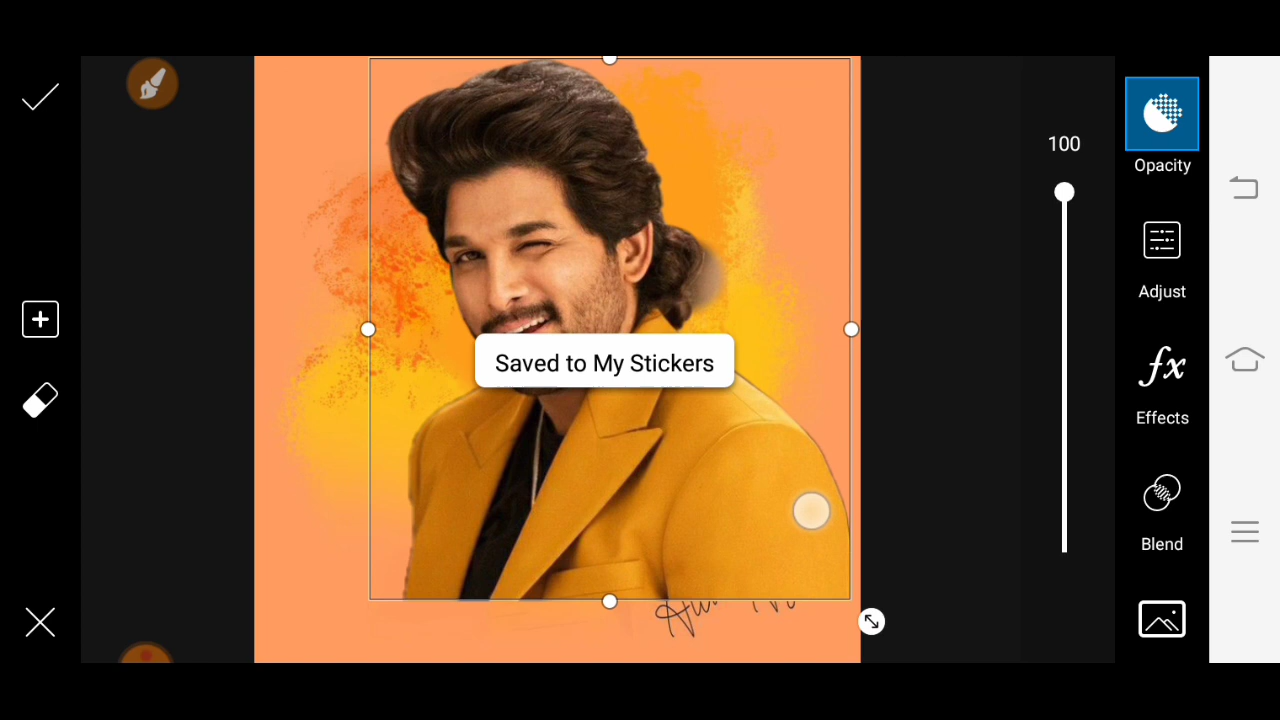 100
Opacity
Adjust
Saved to My Stickers
fx
Effects
Blend